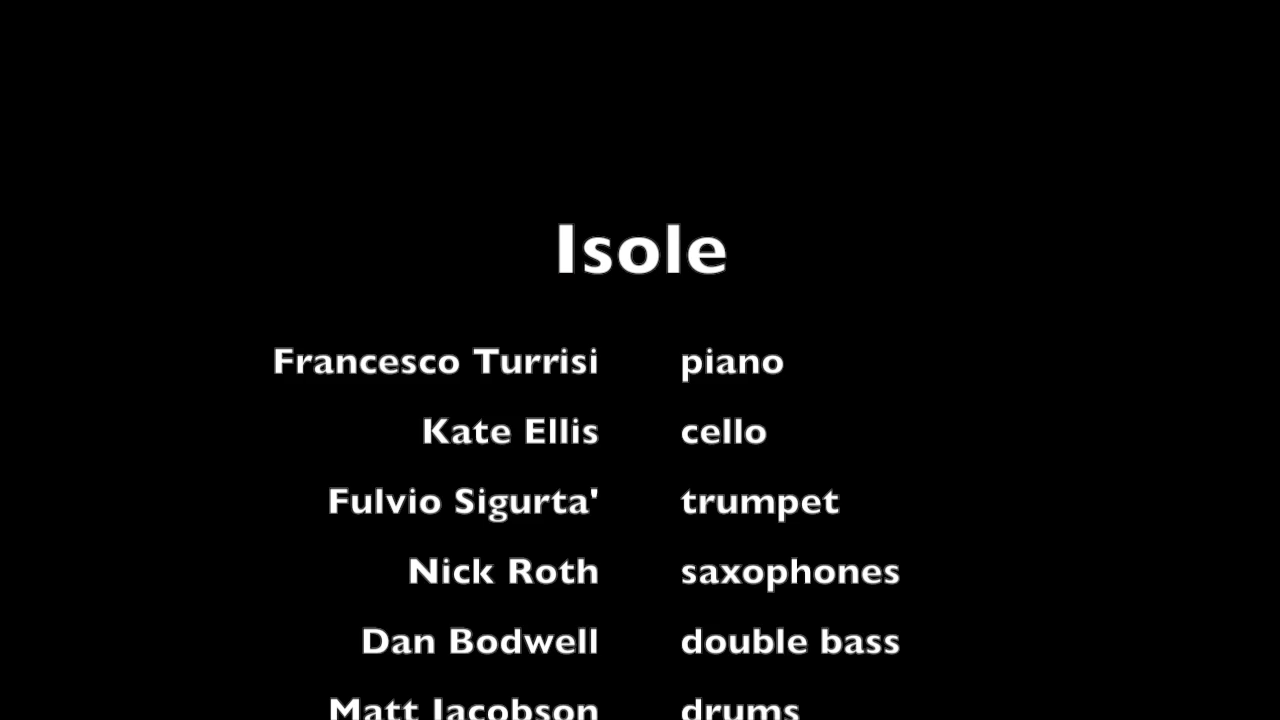 Isole
Francesco Turrisi piano
Kate Ellis cello
Fulvio Sigurta' trumpet
Nick Roth saxophones
Dan Bodwell double bass
Matt Jacobson drums